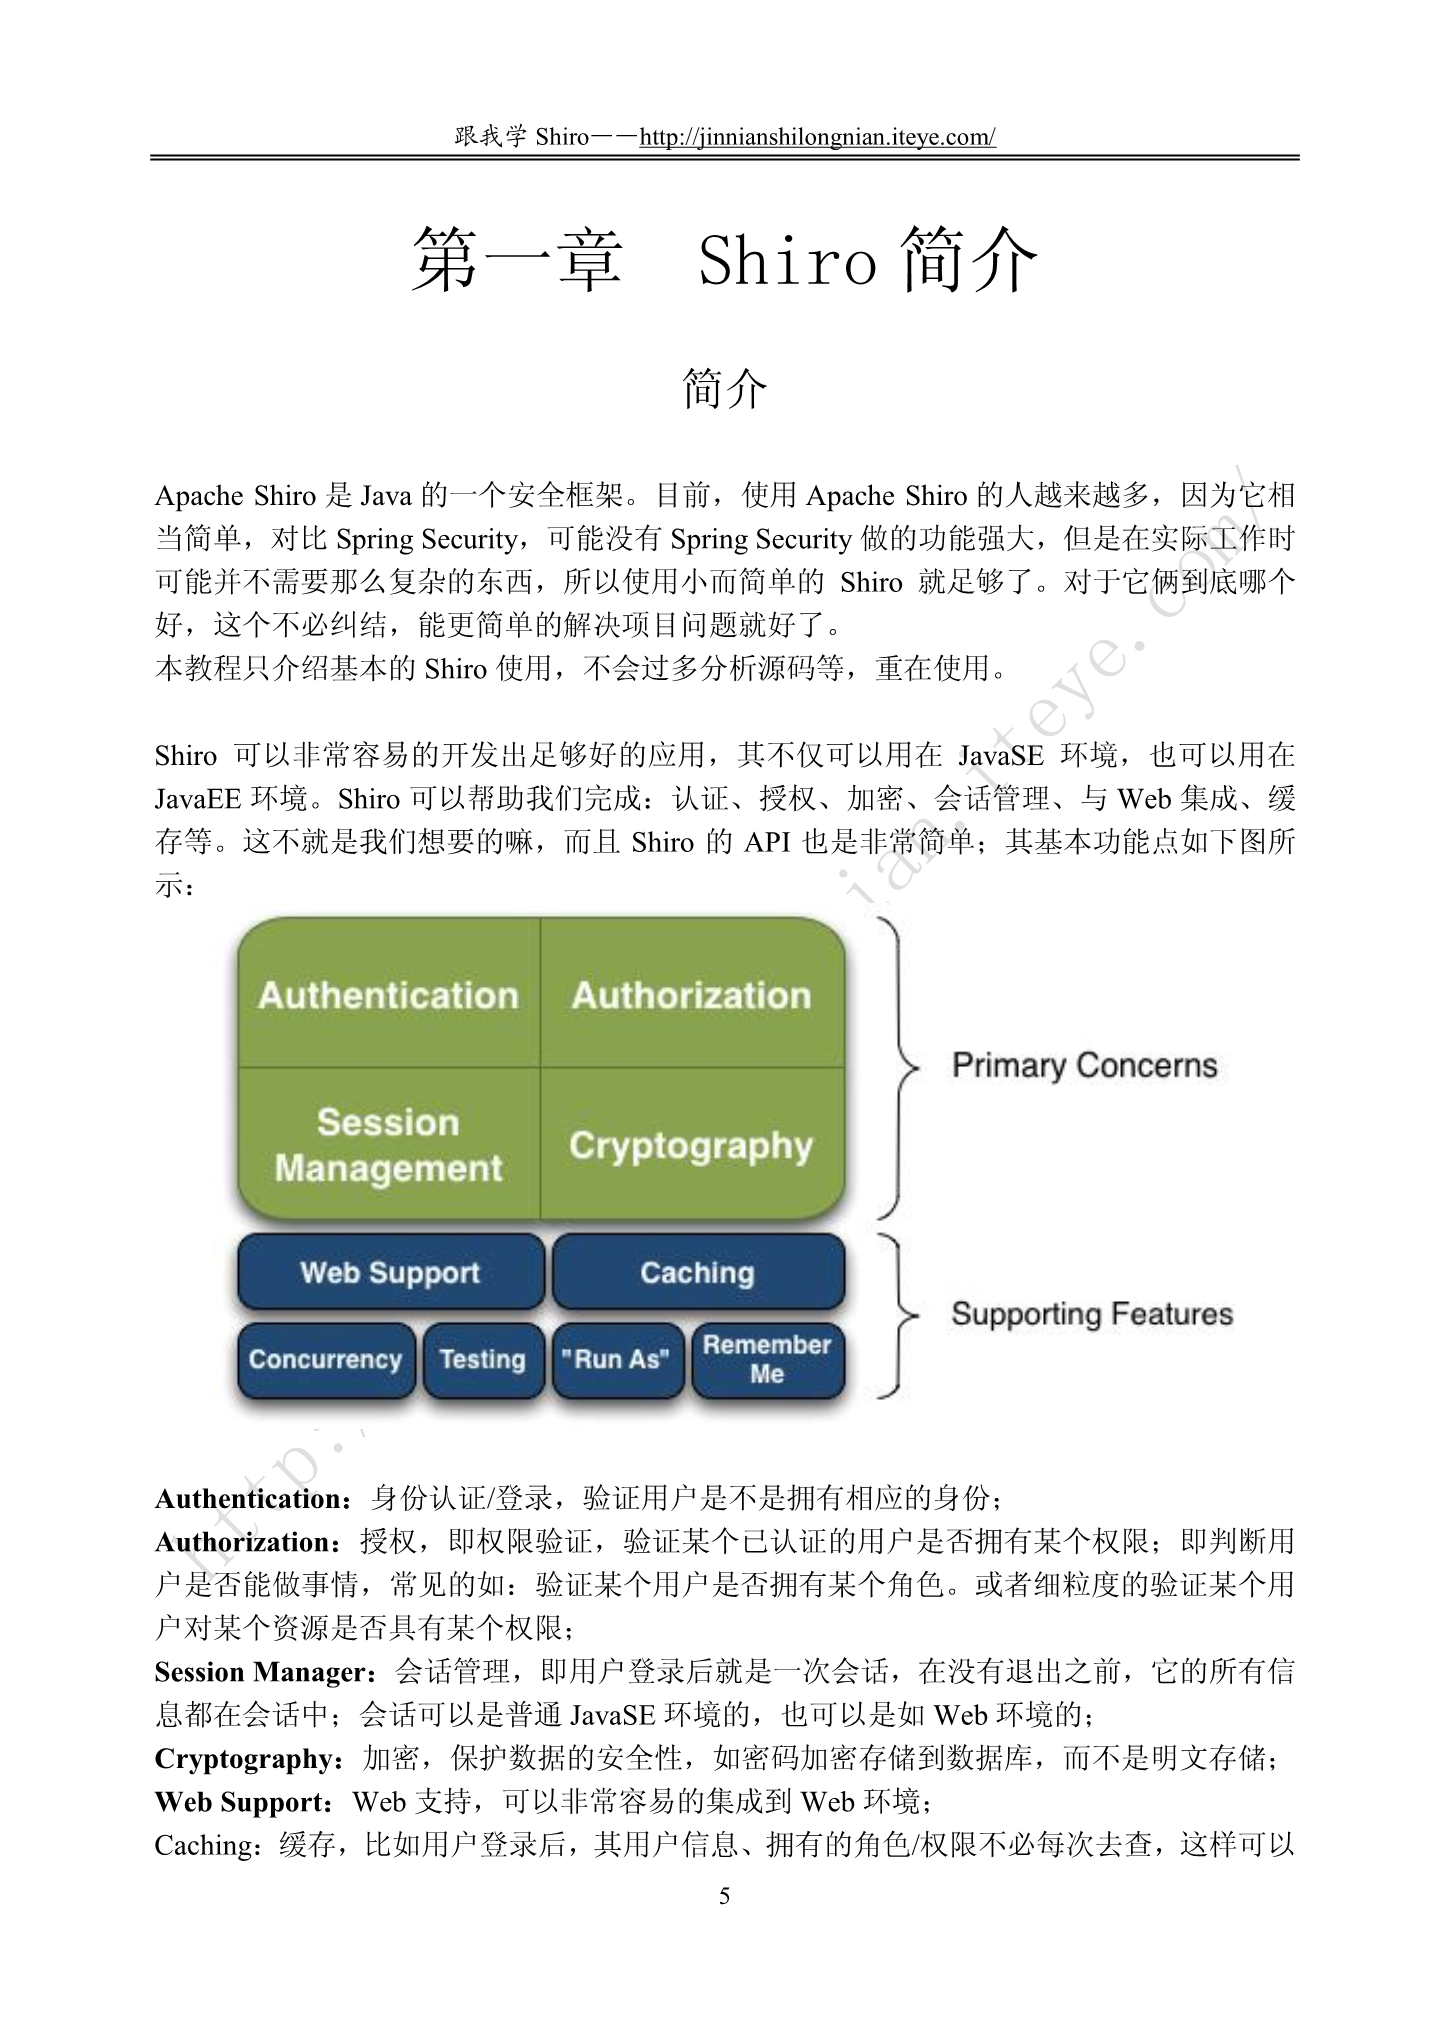 跟我学 Shiro——http://jinnianshilongnian.iteye.com/
第一章 Shiro 简介
简介
Apache Shiro 是 Java 的一个安全框架。目前，使用 Apache Shiro 的人越来越多，因为它相
当简单，对比 Spring Security，可能没有 Spring Security 做的功能强大，但是在实际工作时
可能并不需要那么复杂的东西，所以使用小而简单的 Shiro 就足够了。对于它俩到底哪个
好，这个不必纠结，能更简单的解决项目问题就好了。
本教程只介绍基本的 Shiro 使用，不会过多分析源码等，重在使用。
Shiro 可以非常容易的开发出足够好的应用，其不仅可以用在 JavaSE 环境，也可以用在
JavaEE 环境。Shiro 可以帮助我们完成：认证、授权、加密、会话管理、与 Web 集成、缓
存等。这不就是我们想要的嘛，而且 Shiro 的 API 也是非常简单；其基本功能点如下图所
示：
Authentication Authorization
Primary Concerns
Session
Management
Cryptography
Web Support Caching
Supporting Features
Concurrency Testing "Run As" Remember
Me
Authentication：身份认证/登录，验证用户是不是拥有相应的身份；
Authorization：授权，即权限验证，验证某个已认证的用户是否拥有某个权限；即判断用
户是否能做事情，常见的如：验证某个用户是否拥有某个角色。或者细粒度的验证某个用
户对某个资源是否具有某个权限；
Session Manager：会话管理，即用户登录后就是一次会话，在没有退出之前，它的所有信
息都在会话中；会话可以是普通 JavaSE 环境的，也可以是如 Web 环境的；
Cryptography：加密，保护数据的安全性，如密码加密存储到数据库，而不是明文存储；
Web Support：Web 支持，可以非常容易的集成到 Web 环境；
Caching：缓存，比如用户登录后，其用户信息、拥有的角色/权限不必每次去查，这样可以
5